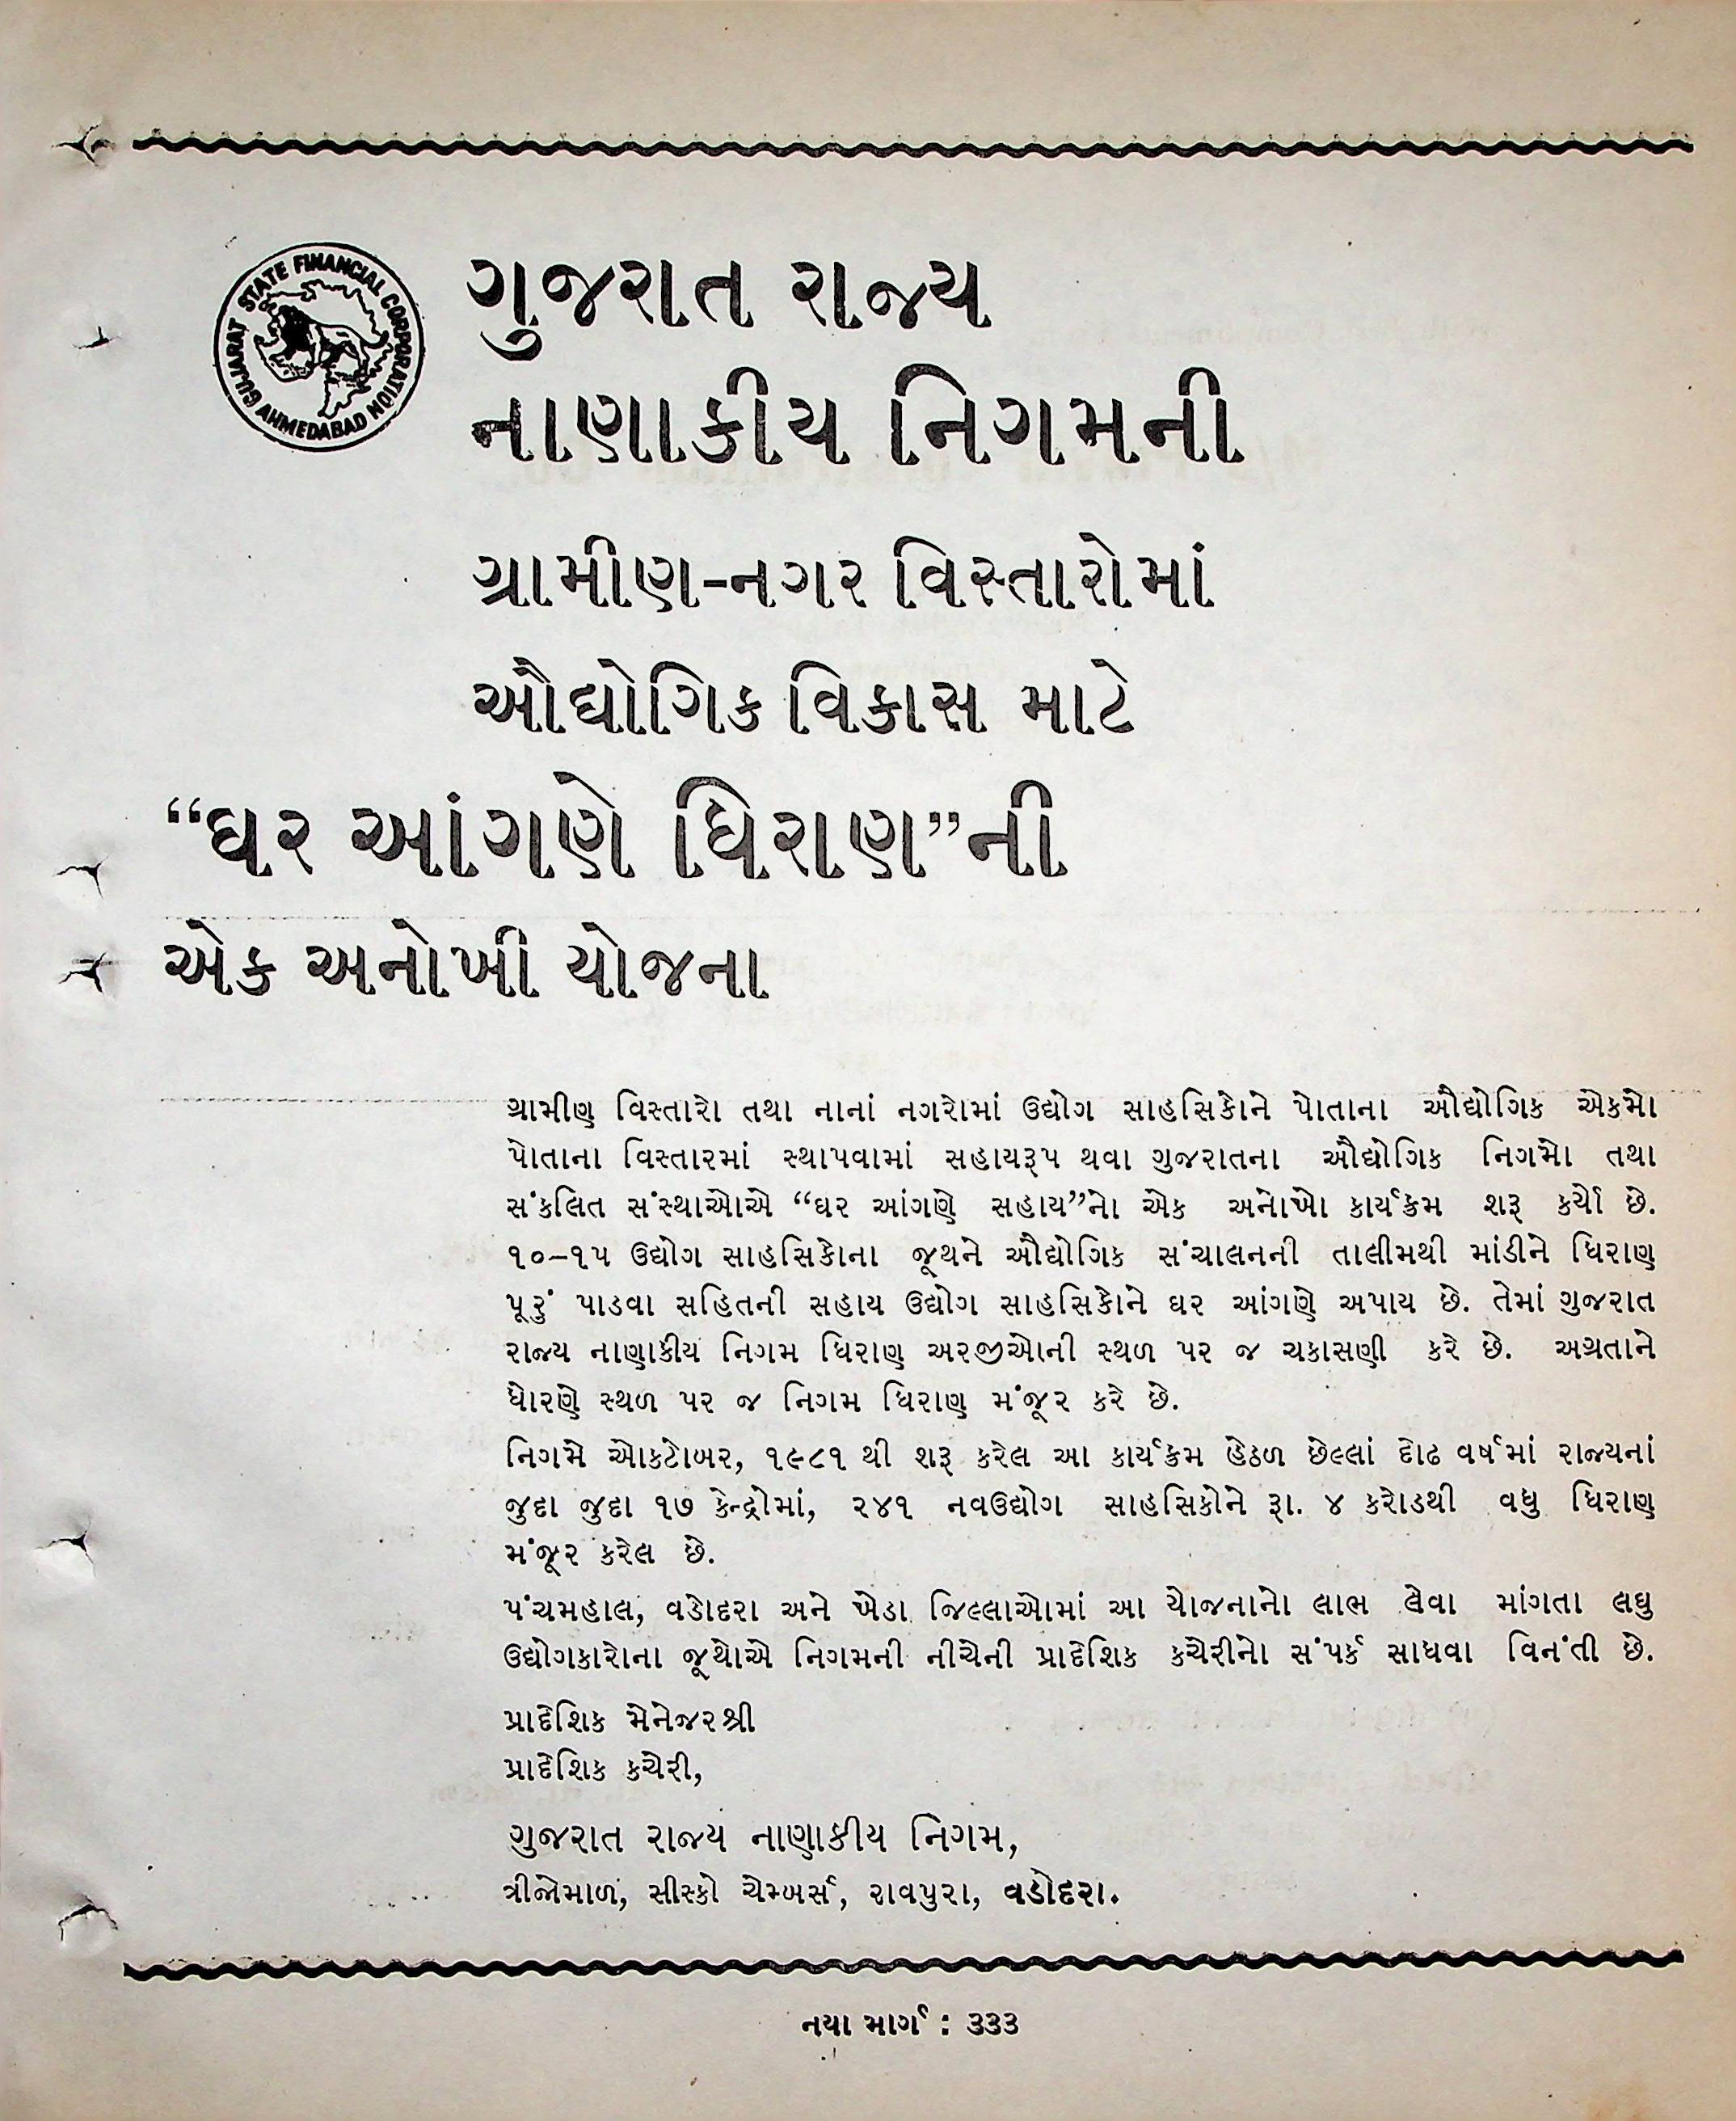 GUJARAT STATE FINANCIAL CORPORATION
AHMEDABAD
ગુજરાત રાજ્ય
નાણાકીય નિગમની
ગ્રામીણ-નગર વિસ્તારોમાં
ઔદ્યોગિક વિકાસ માટે
“ઘર આંગણે ધિરાણ”ની
એક અનોખી યોજના
ગ્રામીણ વિસ્તારો તથા નાનાં નગરોમાં ઉદ્યોગ સાહસિકોને પોતાના ઔદ્યોગિક એકમો
પોતાના વિસ્તારમાં સ્થાપવામાં સહાયરૂપ થવા ગુજરાતના ઔદ્યોગિક નિગમો તથા
સંકલિત સંસ્થાઓએ “ઘર આંગણે સહાય”નો એક અનોખો કાર્યક્રમ શરૂ કર્યો છે.
૧૦–૧૫ ઉદ્યોગ સાહસિકોના જૂથને ઔદ્યોગિક સંચાલનની તાલીમથી માંડીને ધિરાણ
પૂરું પાડવા સહિતની સહાય ઉદ્યોગ સાહસિકોને ઘર આંગણે અપાય છે. તેમાં ગુજરાત
રાજ્ય નાણાકીય નિગમ ધિરાણ અરજીઓની સ્થળ પર જ ચકાસણી કરે છે. અગ્રતાને
ધોરણે સ્થળ પર જ નિગમ ધિરાણ મંજૂર કરે છે.
નિગમે ઓકટોબર, ૧૯૮૧ થી શરૂ કરેલ આ કાર્યક્રમ હેઠળ છેલ્લાં દોઢ વર્ષમાં રાજ્યનાં
જુદા જુદા ૧૭ કેન્દ્રોમાં, ૨૪૧ નવઉદ્યોગ સાહસિકોને રૂા. ૪ કરોડથી વધુ ધિરાણ
મંજૂર કરેલ છે.
પંચમહાલ, વડોદરા અને ખેડા જિલ્લાઓમાં આ યોજનાનો લાભ લેવા માંગતા લઘુ
ઉદ્યોગકારોના જૂથોએ નિગમની નીચેની પ્રાદેશિક કચેરીનો સંપર્ક સાધવા વિનંતી છે.
પ્રાદેશિક મેનેજરશ્રી
પ્રાદેશિક કચેરી,
ગુજરાત રાજ્ય નાણાકીય નિગમ,
ત્રીજોમાળ, સીસ્કો ચેમ્બર્સ, રાવપુરા, વડોદરા.
નયા માર્ગ : ૩૩૩